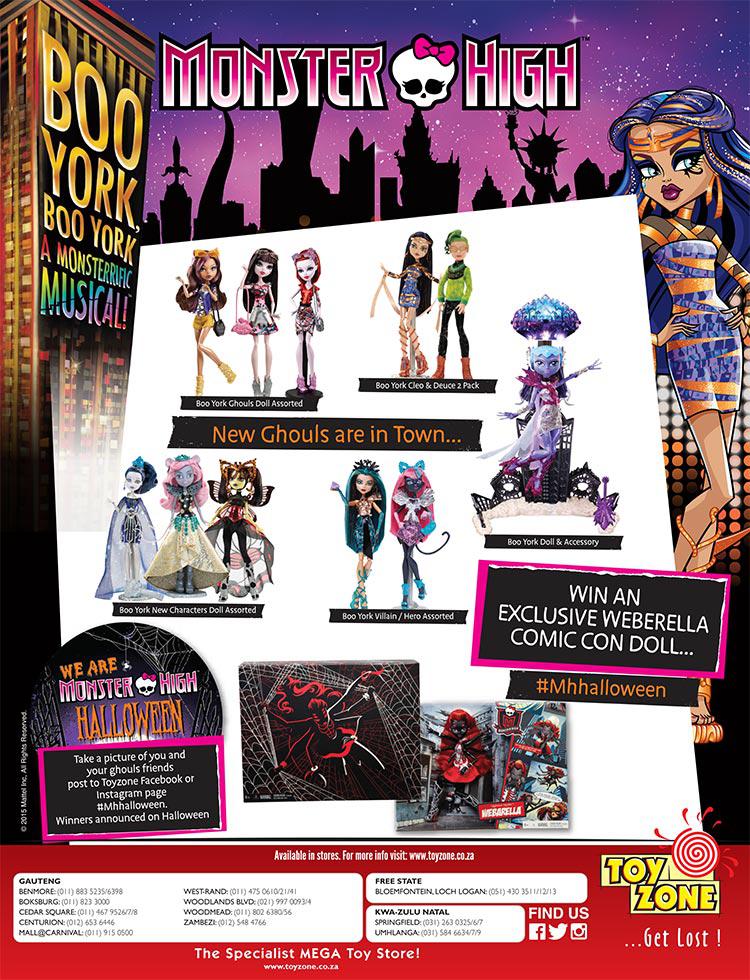 MONSTER HIGH™
BOO
YORK,
BOO YORK
A MONSTERRIFIC
MUSICAL!
Boo York Ghouls Doll Assorted
Boo York Cleo & Deuce 2 Pack
New Ghouls are in Town...
Boo York Doll & Accessory
Boo York New Characters Doll Assorted
Boo York Villain / Hero Assorted
WIN AN
EXCLUSIVE WEBERELLA
COMIC CON DOLL...
#Mhhalloween
WE ARE
MONSTER HIGH
HALLOWEEN
Take a picture of you and
your ghouls friends
post to Toyzone Facebook or
Instagram page
#Mhhalloween.
Winners announced on Halloween
© 2015 Mattel Inc, All Rights Reserved.
WEBARELLA
Available in stores. For more info visit: www.toyzone.co.za
GAUTENG
BENMORE: (011) 883 5235/6398
BOKSBURG: (011) 823 3000
CEDAR SQUARE: (011) 467 9526/7/8
CENTURION: (012) 653 6446
MALL@CARNIVAL: (011) 915 0500
WEST-RAND: (011) 475 0610/21/41
WOODLANDS BLVD: (021) 997 0093/4
WOODMEAD: (011) 802 6380/56
ZAMBEZI: (012) 548 4766
FREE STATE
BLOEMFONTEIN, LOCH LOGAN: (051) 430 3511/12/13
KWA-ZULU NATAL
SPRINGFIELD: (031) 263 0325/6/7
UMHLANGA: (031) 584 6634/7/9
FIND US
TOY
ZONE
...Get Lost !
The Specialist MEGA Toy Store!
www.toyzone.co.za